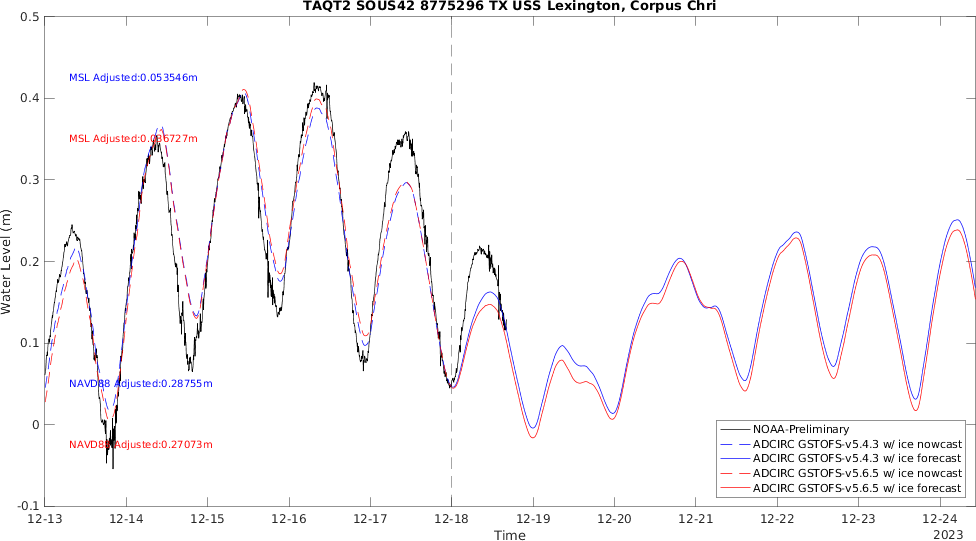 TAQT2 SOUS42 8775296 TX USS Lexington, Corpus Chri
Water Level (m)
0.5
0.4
0.3
0.2
0.1
0
-0.1
MSL Adjusted:0.053546m
MSL Adjusted:0.036727m
NAVD88 Adjusted:0.28755m
NAVD88 Adjusted:0.27073m
NOAA-Preliminary
ADCIRC GSTOFS-v5.4.3 w/ ice nowcast
ADCIRC GSTOFS-v5.4.3 w/ ice forecast
ADCIRC GSTOFS-v5.6.5 w/ ice nowcast
ADCIRC GSTOFS-v5.6.5 w/ ice forecast
12-13 12-14 12-15 12-16 12-17 12-18 12-19 12-20 12-21 12-22 12-23 12-24
Time
2023